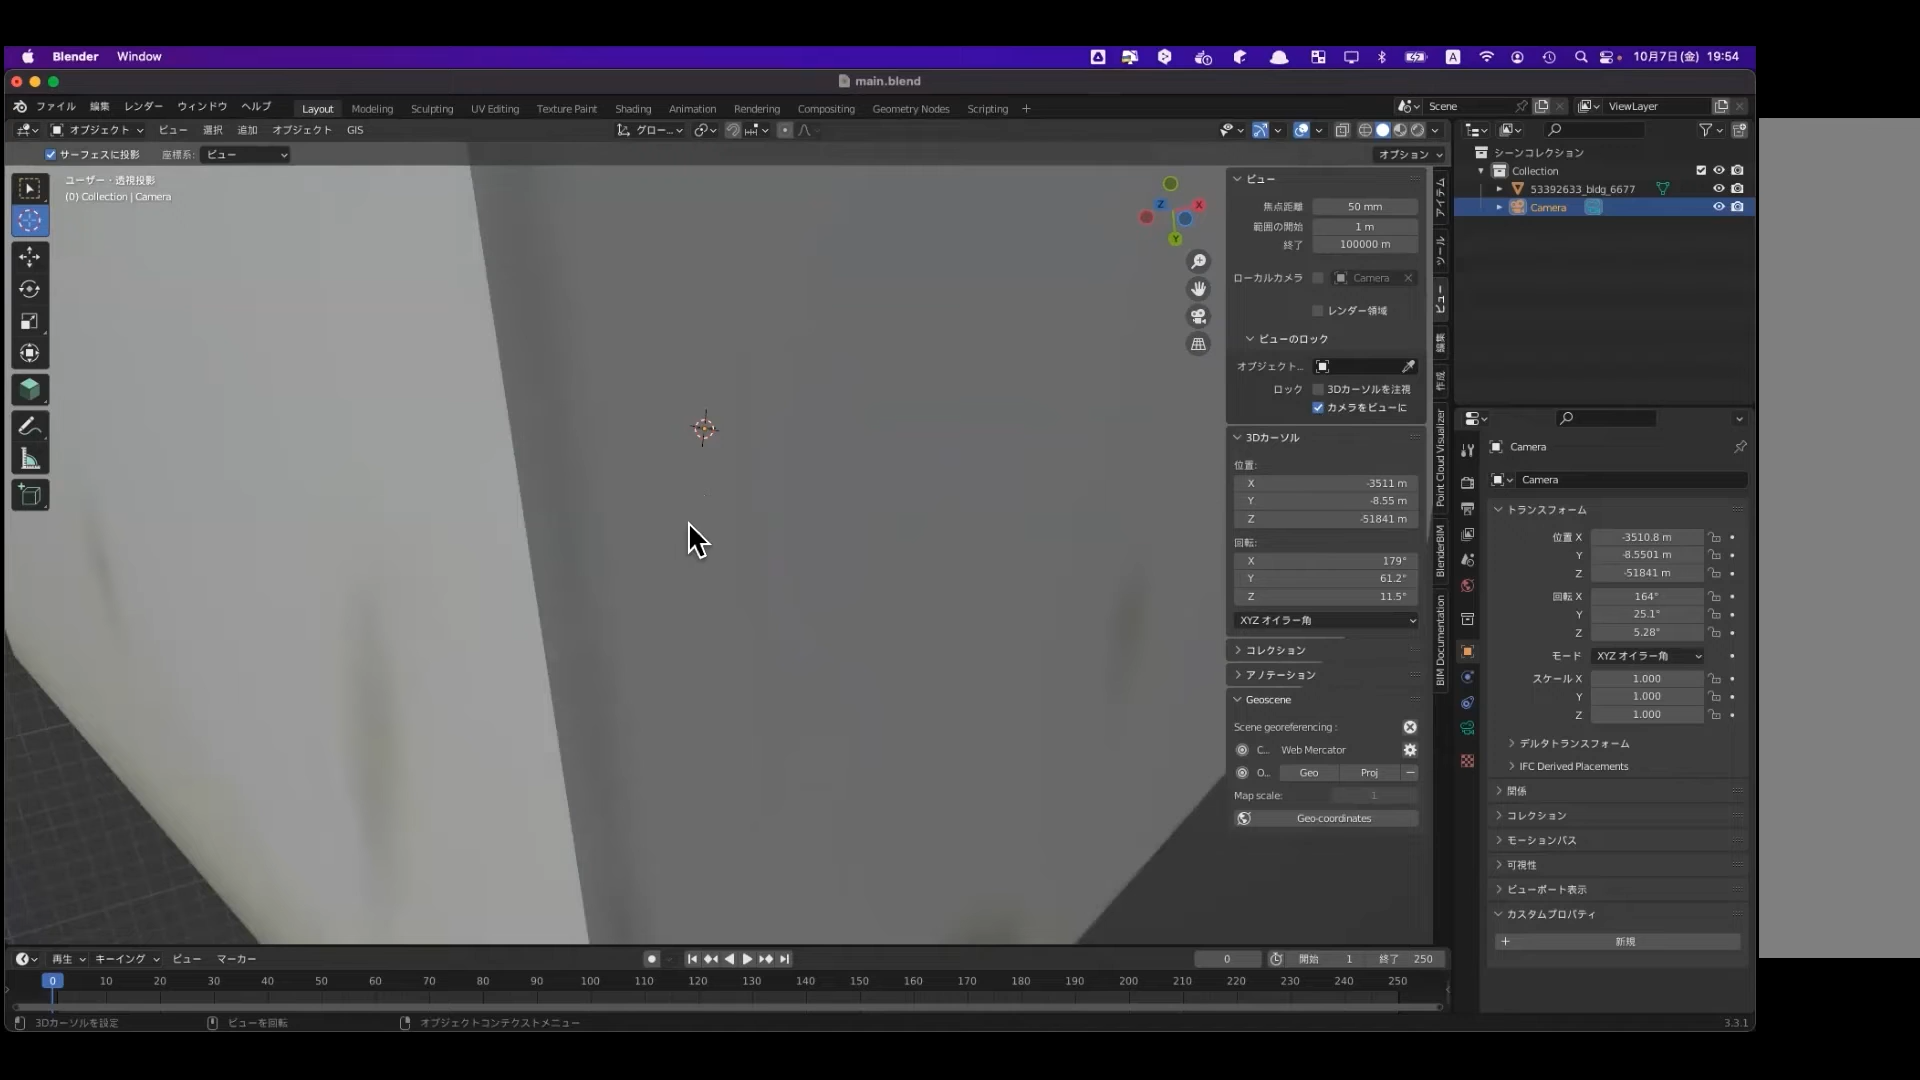 Blender Window
A 10月7日(金) 19:54
main.blend
ファイル 編集 レンダー ウィンドウ ヘルプ Layout Modeling Sculpting UV Editing Texture Paint Shading Animation Rendering Compositing Geometry Nodes Scripting + Scene ViewLayer
オブジェクト ビュー 選択 追加 オブジェクト GIS グロー...
サーフェスに投影 座標系: ビュー オプション
ユーザー・透視投影
(0) Collection | Camera
Z X
Y
シーンコレクション
Collection
53392633_bldg_6677
Camera
ビュー
焦点距離 50 mm
範囲の開始 1 m
終了 100000 m
ローカルカメラ Camera
レンダー領域
ビューのロック
オブジェクト...
ロック 3Dカーソルを注視
カメラをビューに
3Dカーソル
位置:
X -3511 m
Y -8.55 m
Z -51841 m
回転:
X 179°
Y 61.2°
Z 11.5°
XYZ オイラー角
コレクション
アノテーション
Geoscene
Scene georeferencing :
C... Web Mercator
O... Geo Proj
Map scale: 1.
Geo-coordinates
アイテム
ツール
ビュー
編集
作成
Point Cloud Visualizer
BlenderBIM
BIM Documentation
Camera
Camera
トランスフォーム
位置 X -3510.8 m
Y -8.5501 m
Z -51841 m
回転 X 164°
Y 25.1°
Z 5.28°
モード XYZ オイラー角
スケール X 1.000
Y 1.000
Z 1.000
デルタトランスフォーム
IFC Derived Placements
関係
コレクション
モーションパス
可視性
ビューポート表示
カスタムプロパティ
新規
再生 キーイング ビュー マーカー 0 開始 1 終了 250
0 10 20 30 40 50 60 70 80 90 100 110 120 130 140 150 160 170 180 190 200 210 220 230 240 250
3Dカーソルを設定 ビューを回転 オブジェクトコンテクストメニュー 3.3.1